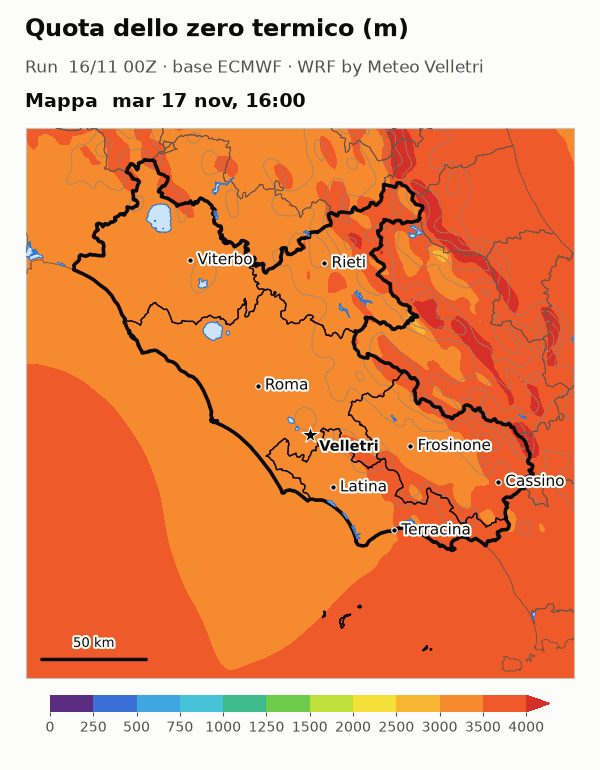 Quota dello zero termico (m)
Run 16/11 00Z · base ECMWF · WRF by Meteo Velletri
Mappa mar 17 nov, 16:00
Viterbo
Rieti
Roma
Velletri
Frosinone
Cassino
Latina
Terracina
50 km
0 250 500 750 1000 1250 1500 2000 2500 3000 3500 4000